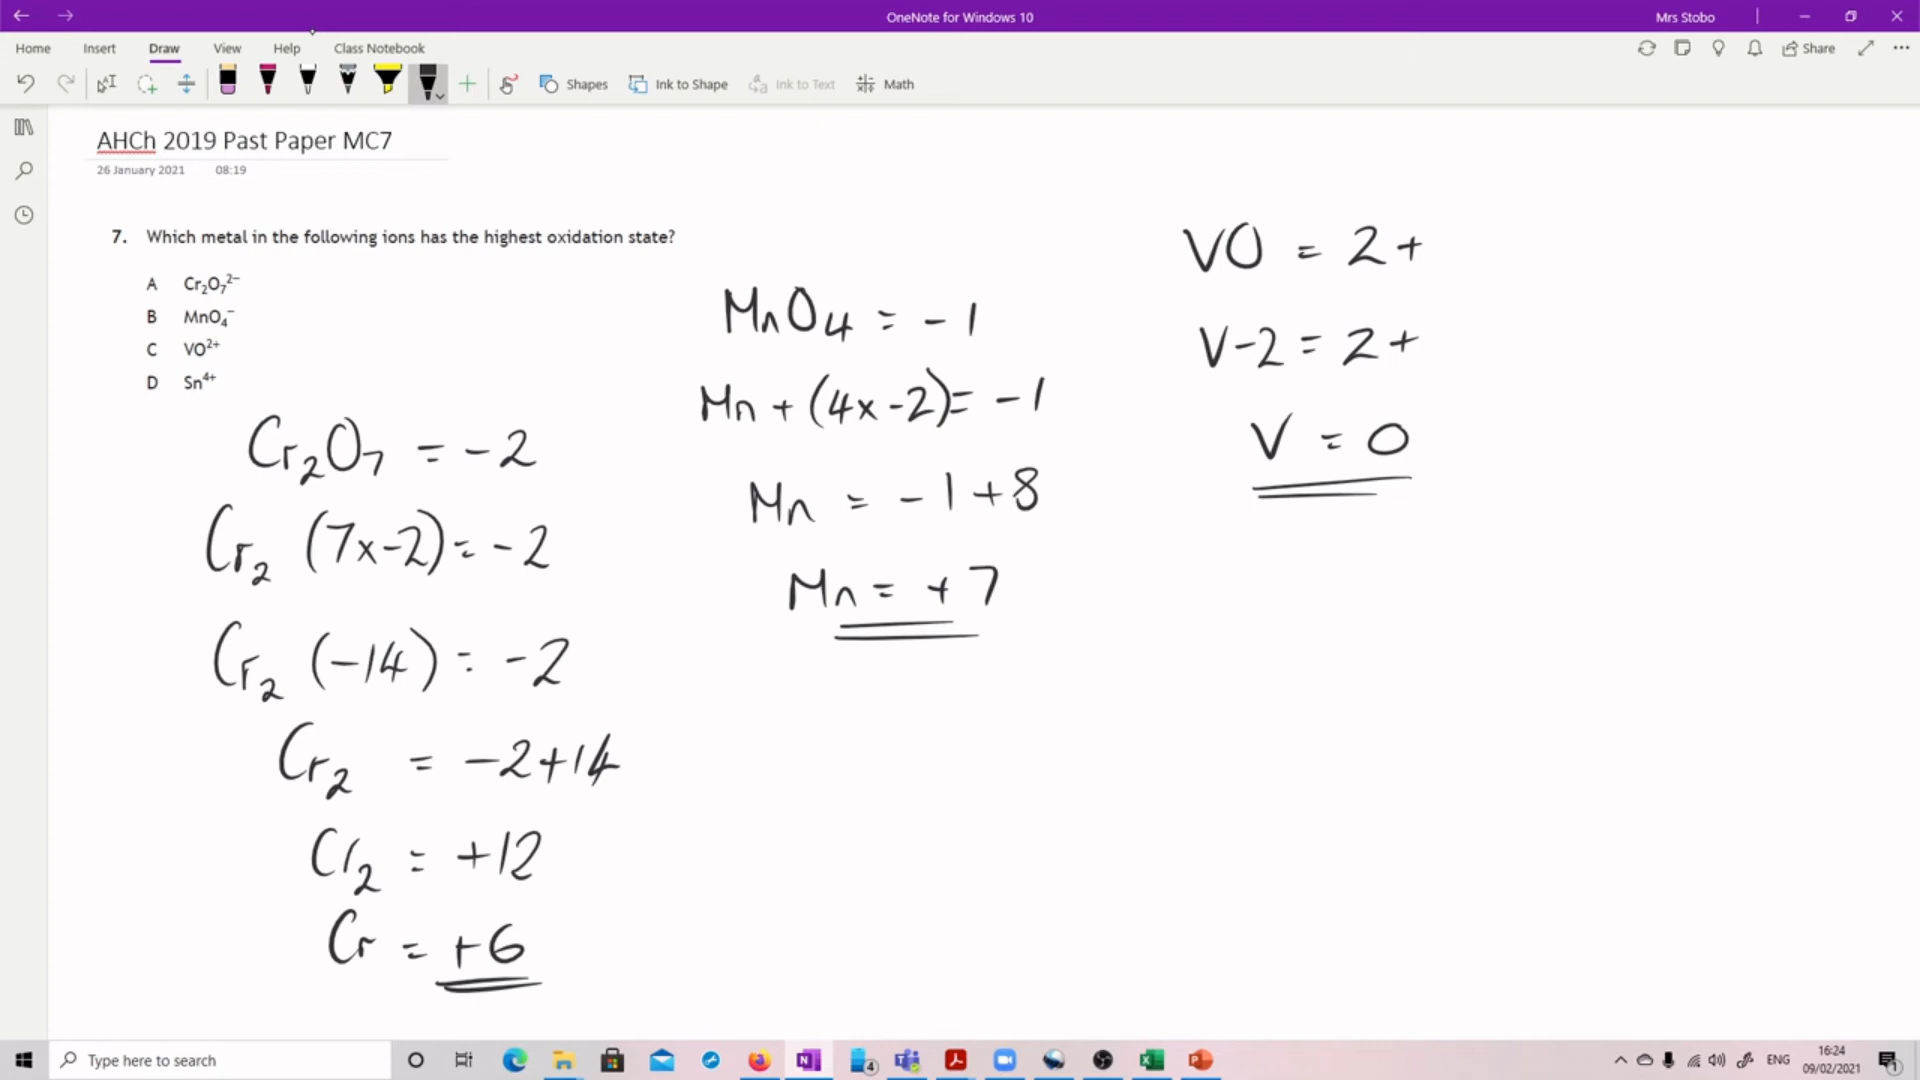 OneNote for Windows 10
Mrs Stobo
Home Insert Draw View Help Class Notebook
Share
Shapes Ink to Shape Ink to Text Math
AHCh 2019 Past Paper MC7
26 January 2021 08:19
7. Which metal in the following ions has the highest oxidation state?
A Cr₂O₇²⁻
B MnO₄⁻
C VO²⁺
D Sn⁴⁺
Cr₂O₇ = -2
Cr₂ (7x-2) = -2
Cr₂ (-14) = -2
Cr₂ = -2+14
Cr₂ = +12
Cr = +6
MnO₄ = -1
Mn + (4x-2) = -1
Mn = -1+8
Mn = +7
VO = 2+
V-2 = 2+
V = 0
Type here to search
4
ENG
16:24
09/02/2021
1